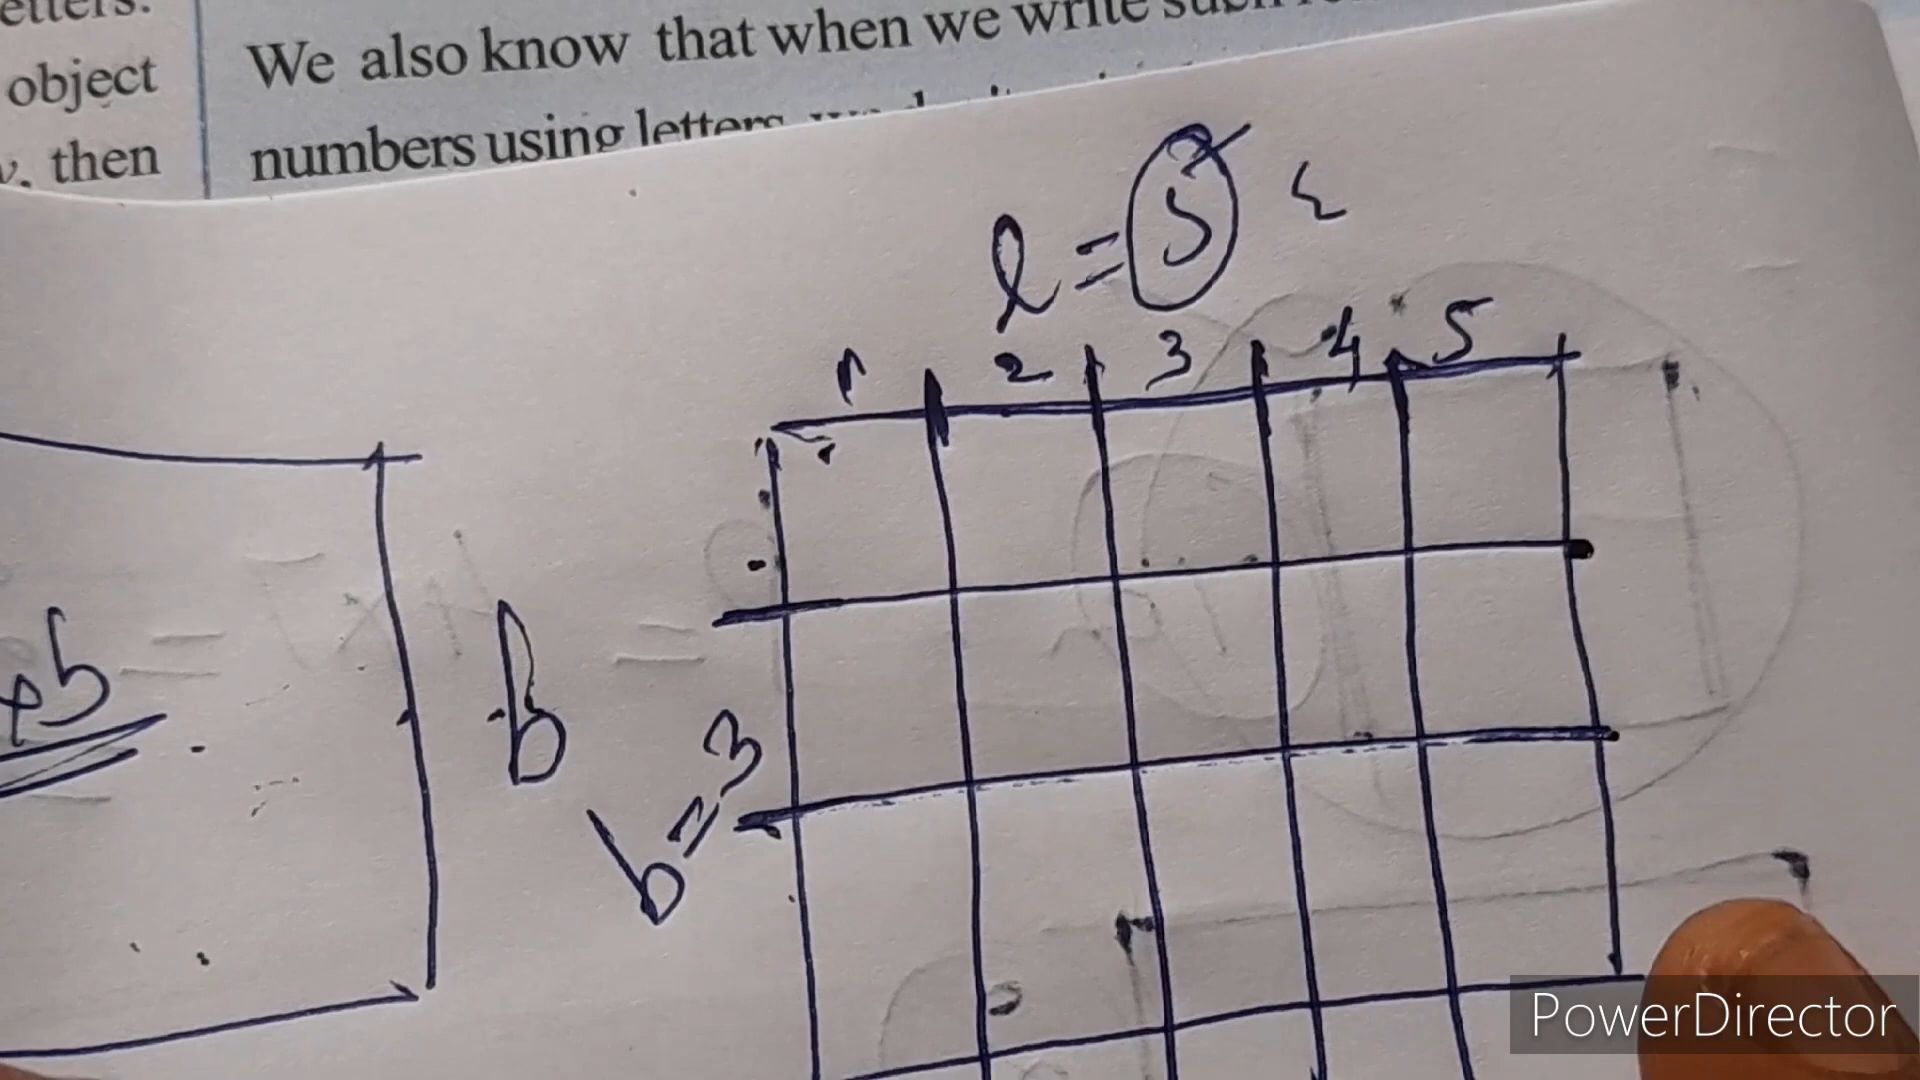 etters.
object
then
We also know that when we write such
numbers using letters
l = 5
1 2 3 4 5
b
×b
b = 3
PowerDirector